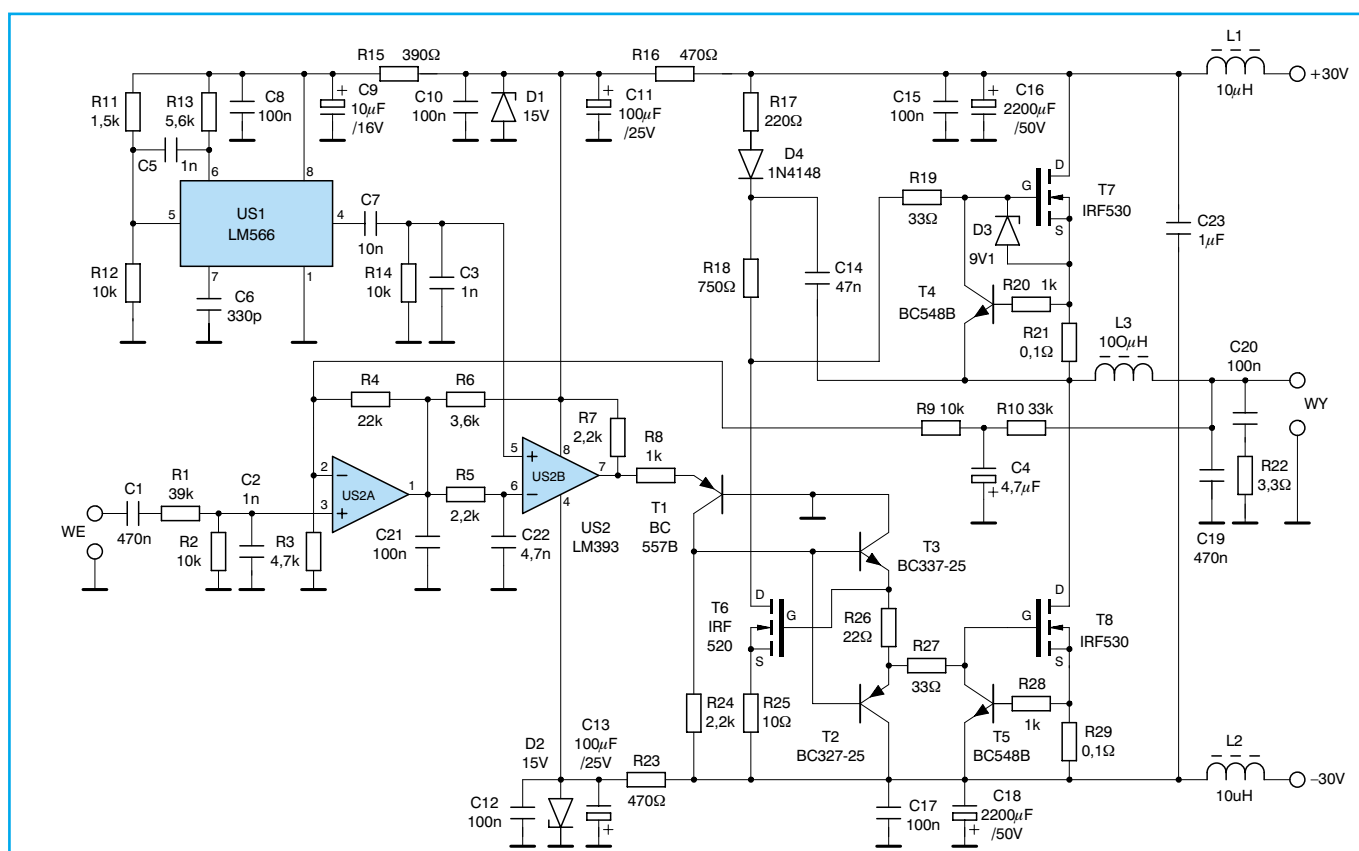 R15 390Ω
R16 470Ω
L1
+30V
10µH
R11
1,5k
R13
5,6k
C8
100n
+
C9
10µF
/16V
C10
100n
D1
15V
+
C11
100µF
/25V
R17
220Ω
C15
100n
+
C16
2200µF
/50V
C5
1n
6
8
D4
1N4148
D
G
T7
IRF530
S
R19
33Ω
5
US1
LM566
4
C7
10n
D3
9V1
C23
1µF
7
1
R12
10k
C6
330p
R14
10k
C3
1n
R18
750Ω
C14
47n
T4
BC548B
R20 1k
R21
0,1Ω
L3
10OµH
C20
100n
R4
22k
R6
3,6k
R7
2,2k
R8
1k
R9 10k
R10 33k
WY
5
+
US2B
8
7
6
−
4
2
−
US2A
1
3
+
R5
2,2k
C4
4,7µF
+
R22
3,3Ω
C1
R1
39k
C2
1n
WE
470n
R2
10k
R3
4,7k
C21
100n
C22
4,7n
US2
LM393
T1
BC
557B
C19
470n
T3
BC337-25
D
T6
IRF
520
G
S
R26
22Ω
D
G
T8
IRF530
S
R27
33Ω
R28
1k
R24
2,2k
R25
10Ω
T2
BC327-25
T5
BC548B
R29
0,1Ω
L2
D2
15V
C13
100µF
/25V
R23
470Ω
–30V
10uH
C12
100n
+
C17
100n
+
C18
2200µF
/50V